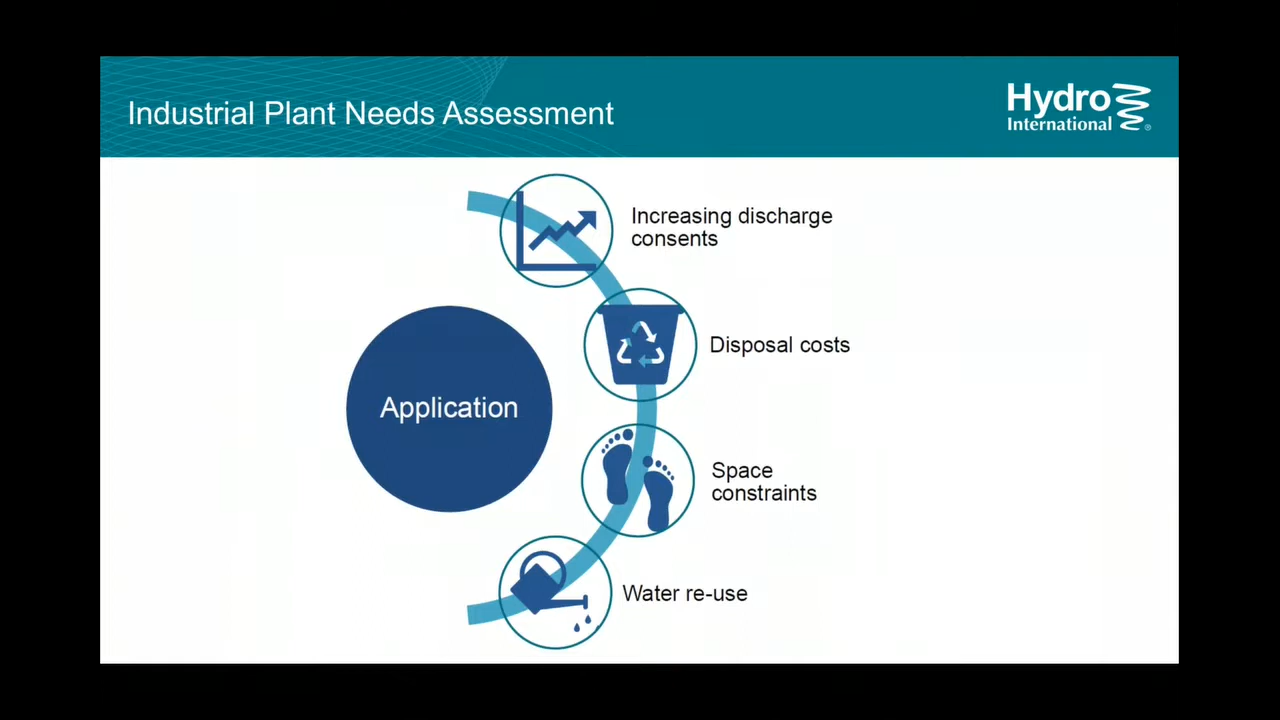 Industrial Plant Needs Assessment
Hydro
International
®
Increasing discharge
consents
Disposal costs
Application
Space
constraints
Water re-use